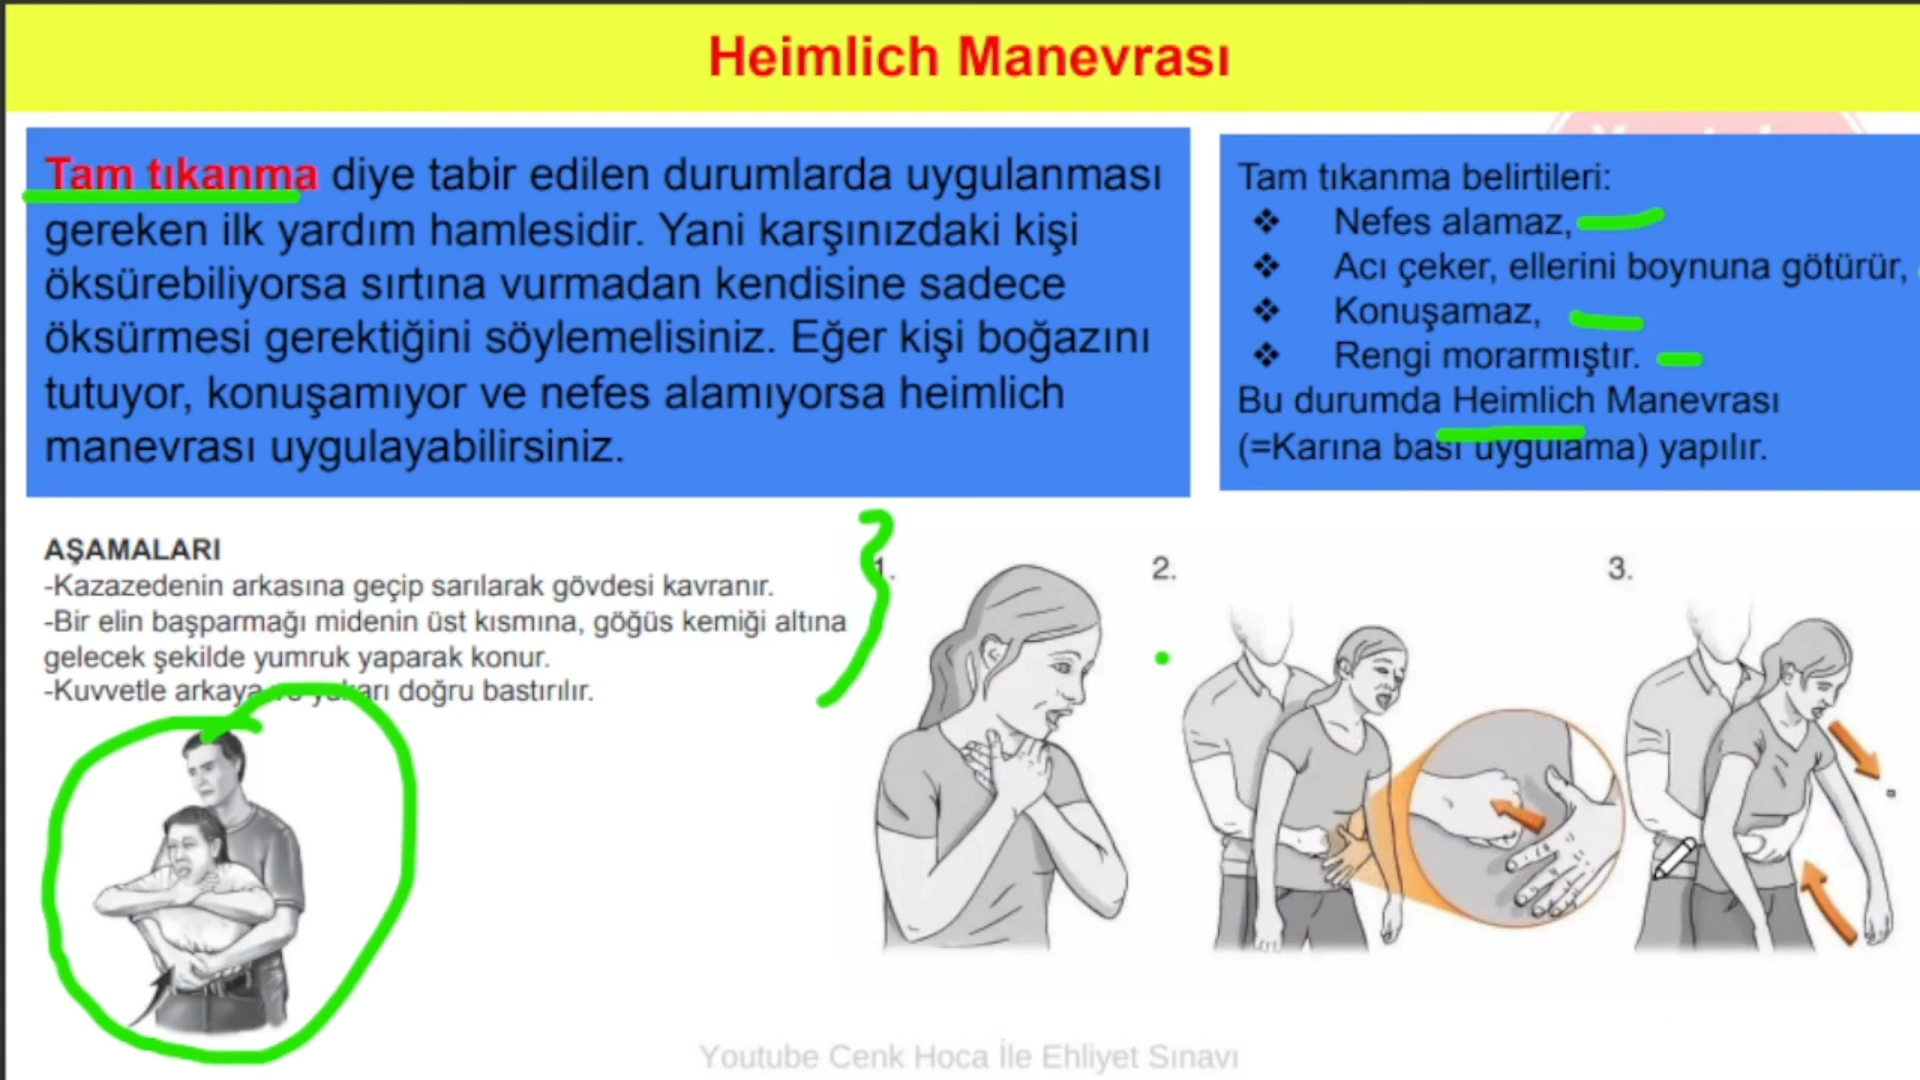 Heimlich Manevrası
Tam tıkanma diye tabir edilen durumlarda uygulanması
gereken ilk yardım hamlesidir. Yani karşınızdaki kişi
öksürebiliyorsa sırtına vurmadan kendisine sadece
öksürmesi gerektiğini söylemelisiniz. Eğer kişi boğazını
tutuyor, konuşamıyor ve nefes alamıyorsa heimlich
manevrası uygulayabilirsiniz.
Tam tıkanma belirtileri:
❖ Nefes alamaz,
❖ Acı çeker, ellerini boynuna götürür,
❖ Konuşamaz,
❖ Rengi morarmıştır.
Bu durumda Heimlich Manevrası
(=Karına bası uygulama) yapılır.
AŞAMALARI
-Kazazedenin arkasına geçip sarılarak gövdesi kavranır.
-Bir elin başparmağı midenin üst kısmına, göğüs kemiği altına
gelecek şekilde yumruk yaparak konur.
-Kuvvetle arkaya ve yukarı doğru bastırılır.
1.
2.
3.
Youtube Cenk Hoca İle Ehliyet Sınavı